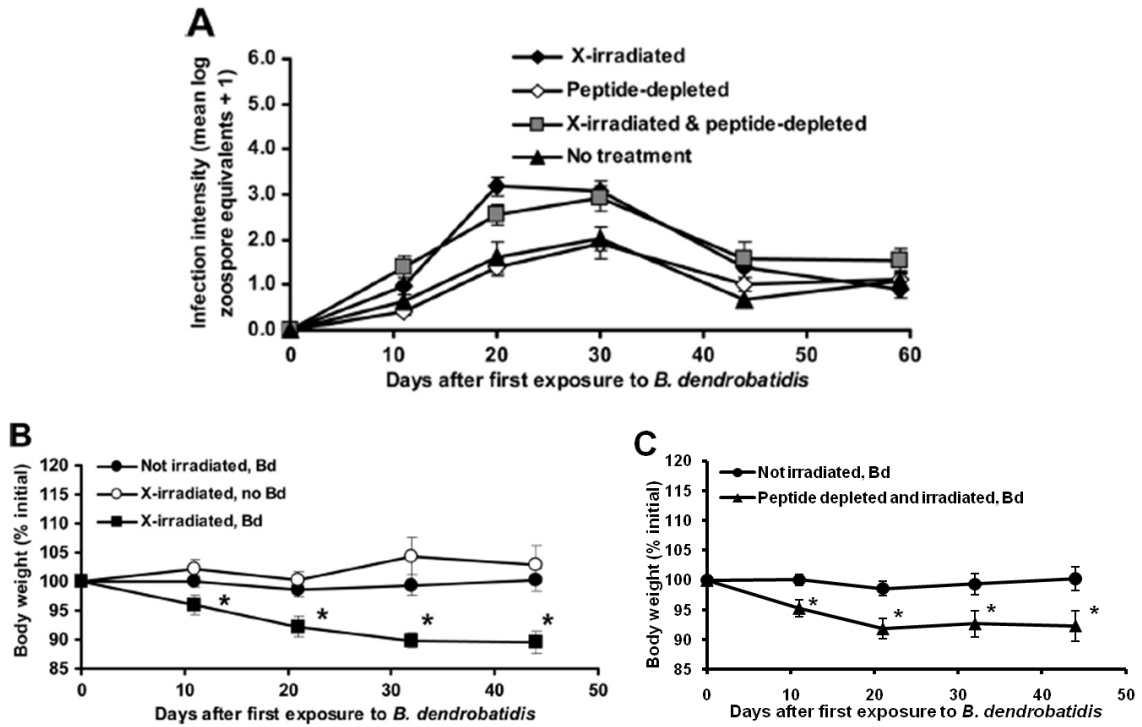 A
Infection intensity (mean log
zoospore equivalents + 1)
6.0
5.0
4.0
3.0
2.0
1.0
0.0
X-irradiated
Peptide-depleted
X-irradiated & peptide-depleted
No treatment
0 10 20 30 40 50 60
Days after first exposure to B. dendrobatidis
B
Body weight (% initial)
120
115
110
105
100
95
90
85
Not irradiated, Bd
X-irradiated, no Bd
X-irradiated, Bd
* * * *
0 10 20 30 40 50
Days after first exposure to B. dendrobatidis
C
Body weight (% initial)
120
115
110
105
100
95
90
85
Not irradiated, Bd
Peptide depleted and irradiated, Bd
* * * *
0 10 20 30 40 50
Days after first exposure to B. dendrobatidis